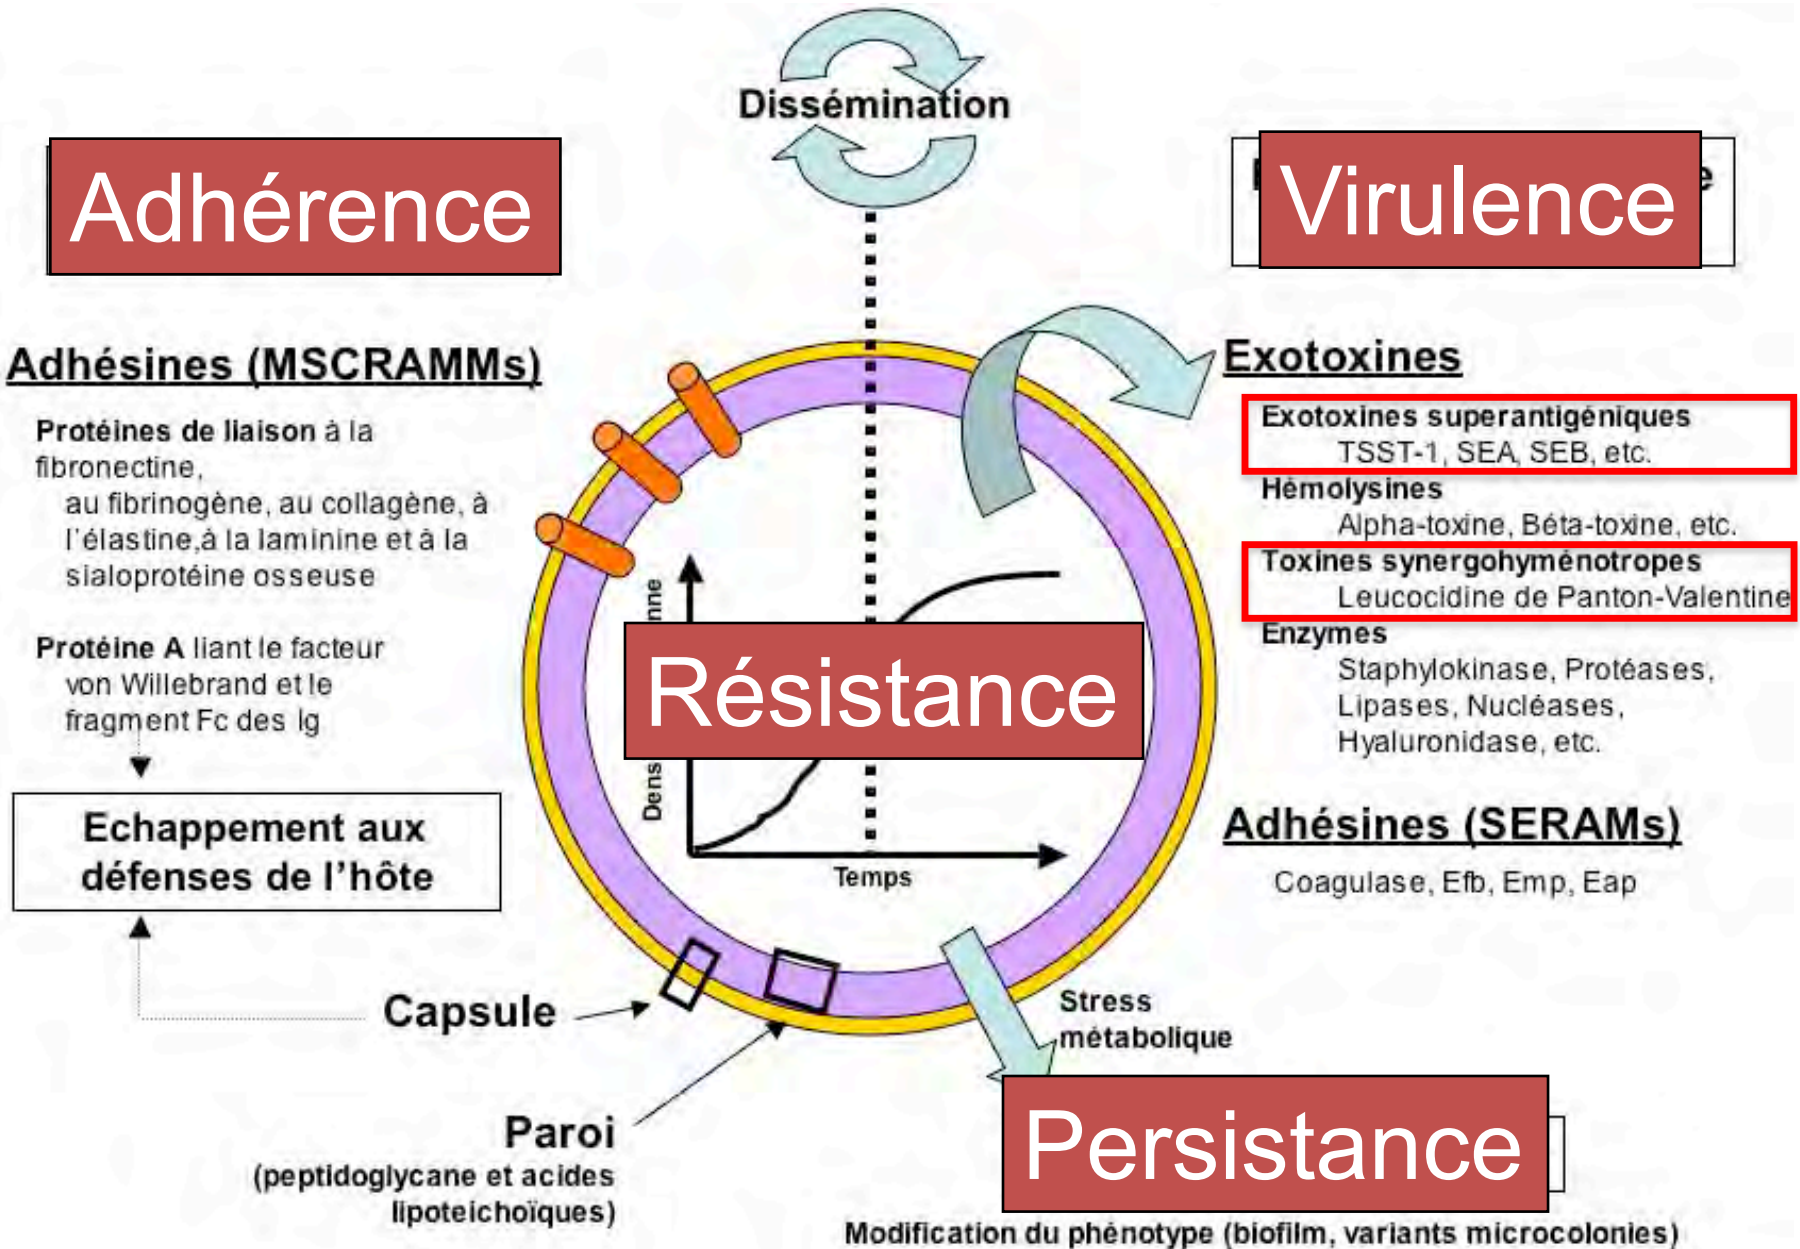 Dissémination
Adhérence
Virulence
Adhésines (MSCRAMMs)
Protéines de liaison à la
fibronectine,
au fibrinogène, au collagène, à
l'élastine,à la laminine et à la
sialoprotéine osseuse
Protéine A liant le facteur
von Willebrand et le
fragment Fc des Ig
Echappement aux
défenses de l'hôte
Capsule
Paroi
(peptidoglycane et acides
lipoteichoïques)
Résistance
Temps
Exotoxines
Exotoxines superantigéniques
TSST-1, SEA, SEB, etc.
Hémolysines
Alpha-toxine, Béta-toxine, etc.
Toxines synergohyménotropes
Leucocidine de Panton-Valentine
Enzymes
Staphylokinase, Protéases,
Lipases, Nucléases,
Hyaluronidase, etc.
Adhésines (SERAMs)
Coagulase, Efb, Emp, Eap
Stress
métabolique
Persistance
Modification du phénotype (biofilm, variants microcolonies)